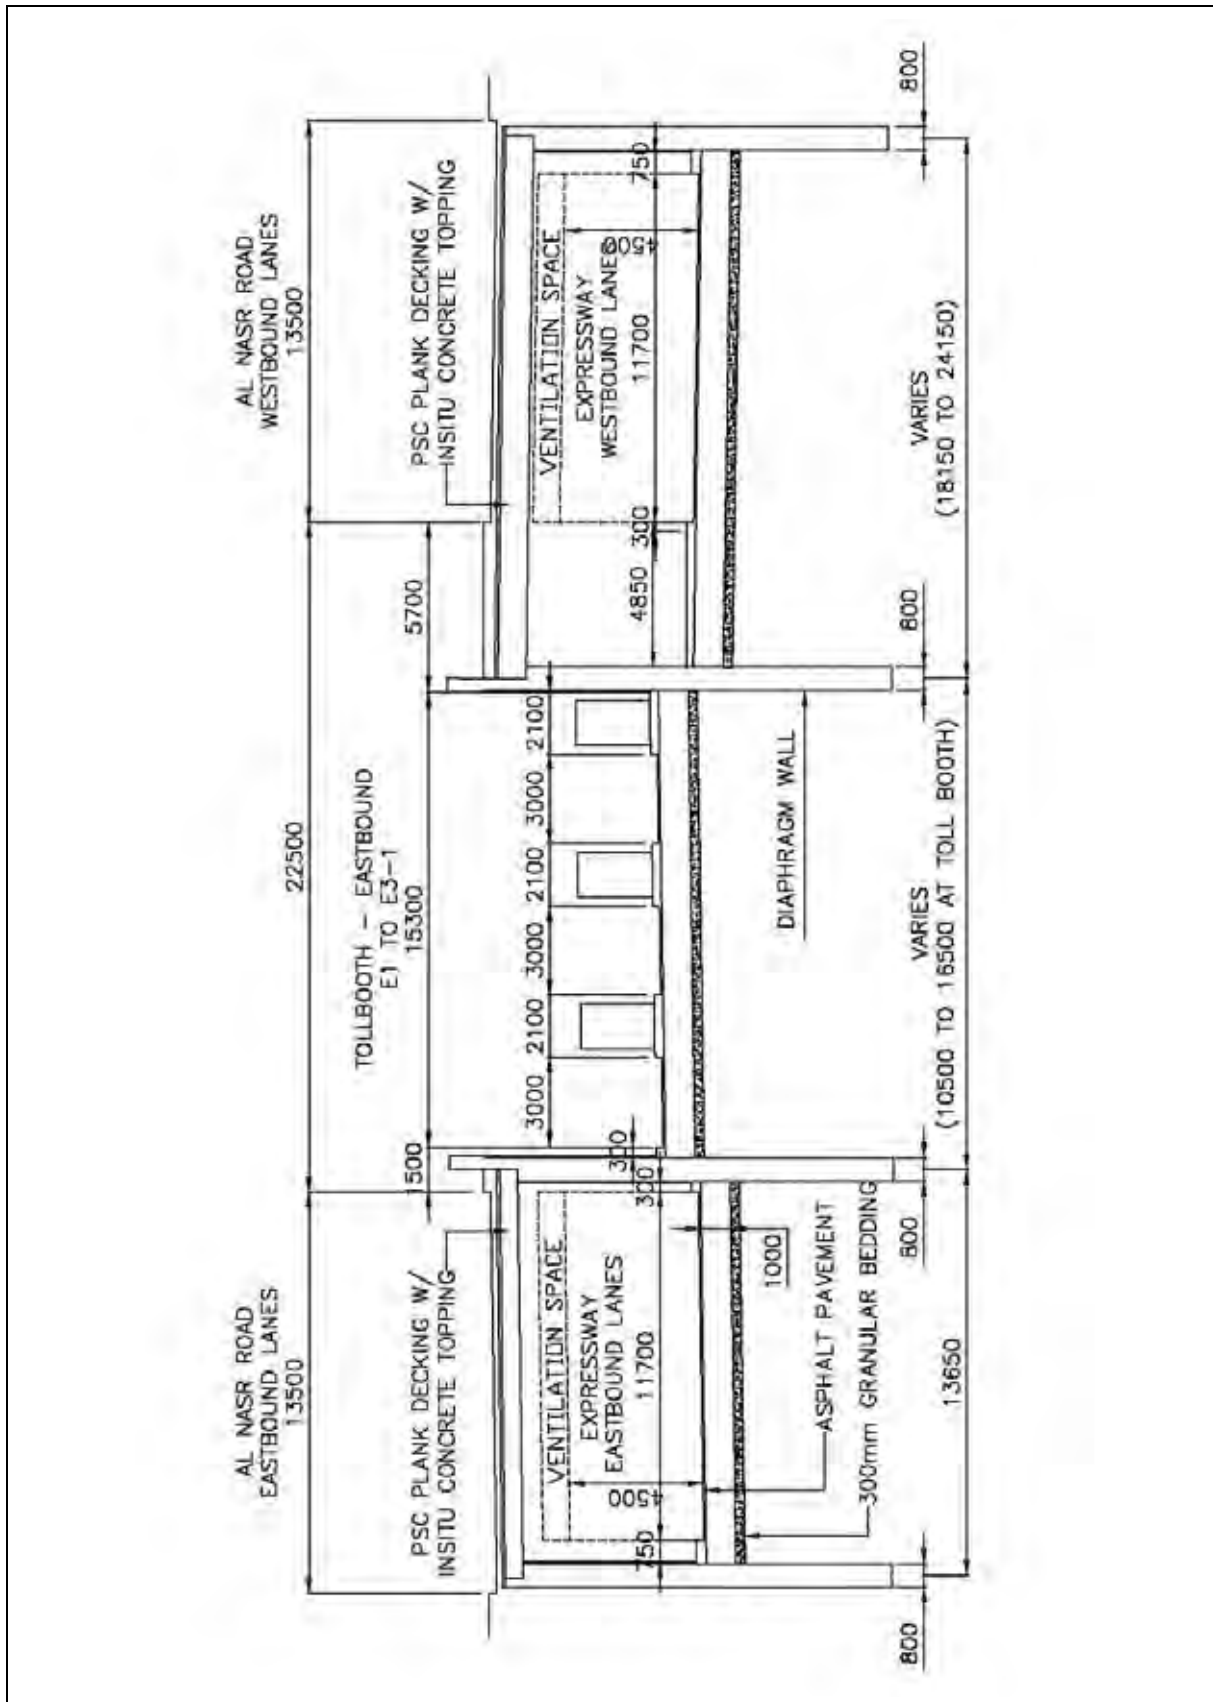 AL NASR ROAD
EASTBOUND LANES
13500
TOLLBOOTH – EASTBOUND
E1 TO E3-1
22500
AL NASR ROAD
WESTBOUND LANES
13500
1500
15300
5700
PSC PLANK DECKING W/
INSITU CONCRETE TOPPING
PSC PLANK DECKING W/
INSITU CONCRETE TOPPING
3000
2100
3000
2100
3000
2100
VENTILATION SPACE
EXPRESSWAY
EASTBOUND LANES
4500
750
11700
300
300
VENTILATION SPACE
EXPRESSWAY
WESTBOUND LANES
4500
4850
300
11700
750
1000
ASPHALT PAVEMENT
300mm GRANULAR BEDDING
DIAPHRAGM WALL
800
800
800
800
13650
VARIES
(10500 TO 16500 AT TOLL BOOTH)
VARIES
(18150 TO 24150)